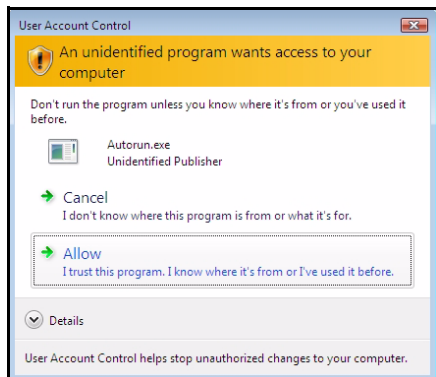 User Account Control
An unidentified program wants access to your
computer
Don't run the program unless you know where it's from or you've used it
before.
Autorun.exe
Unidentified Publisher
Cancel
I don't know where this program is from or what it's for.
Allow
I trust this program. I know where it's from or I've used it before.
Details
User Account Control helps stop unauthorized changes to your computer.